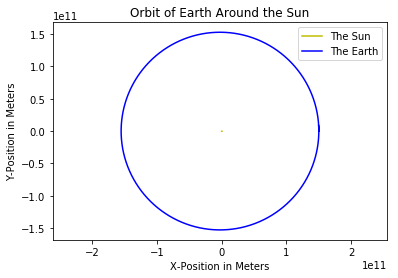 Orbit of Earth Around the Sun
1e11
The Sun
The Earth
1.5
1.0
0.5
0.0
−0.5
−1.0
−1.5
Y-Position in Meters
−2
−1
0
1
2
1e11
X-Position in Meters